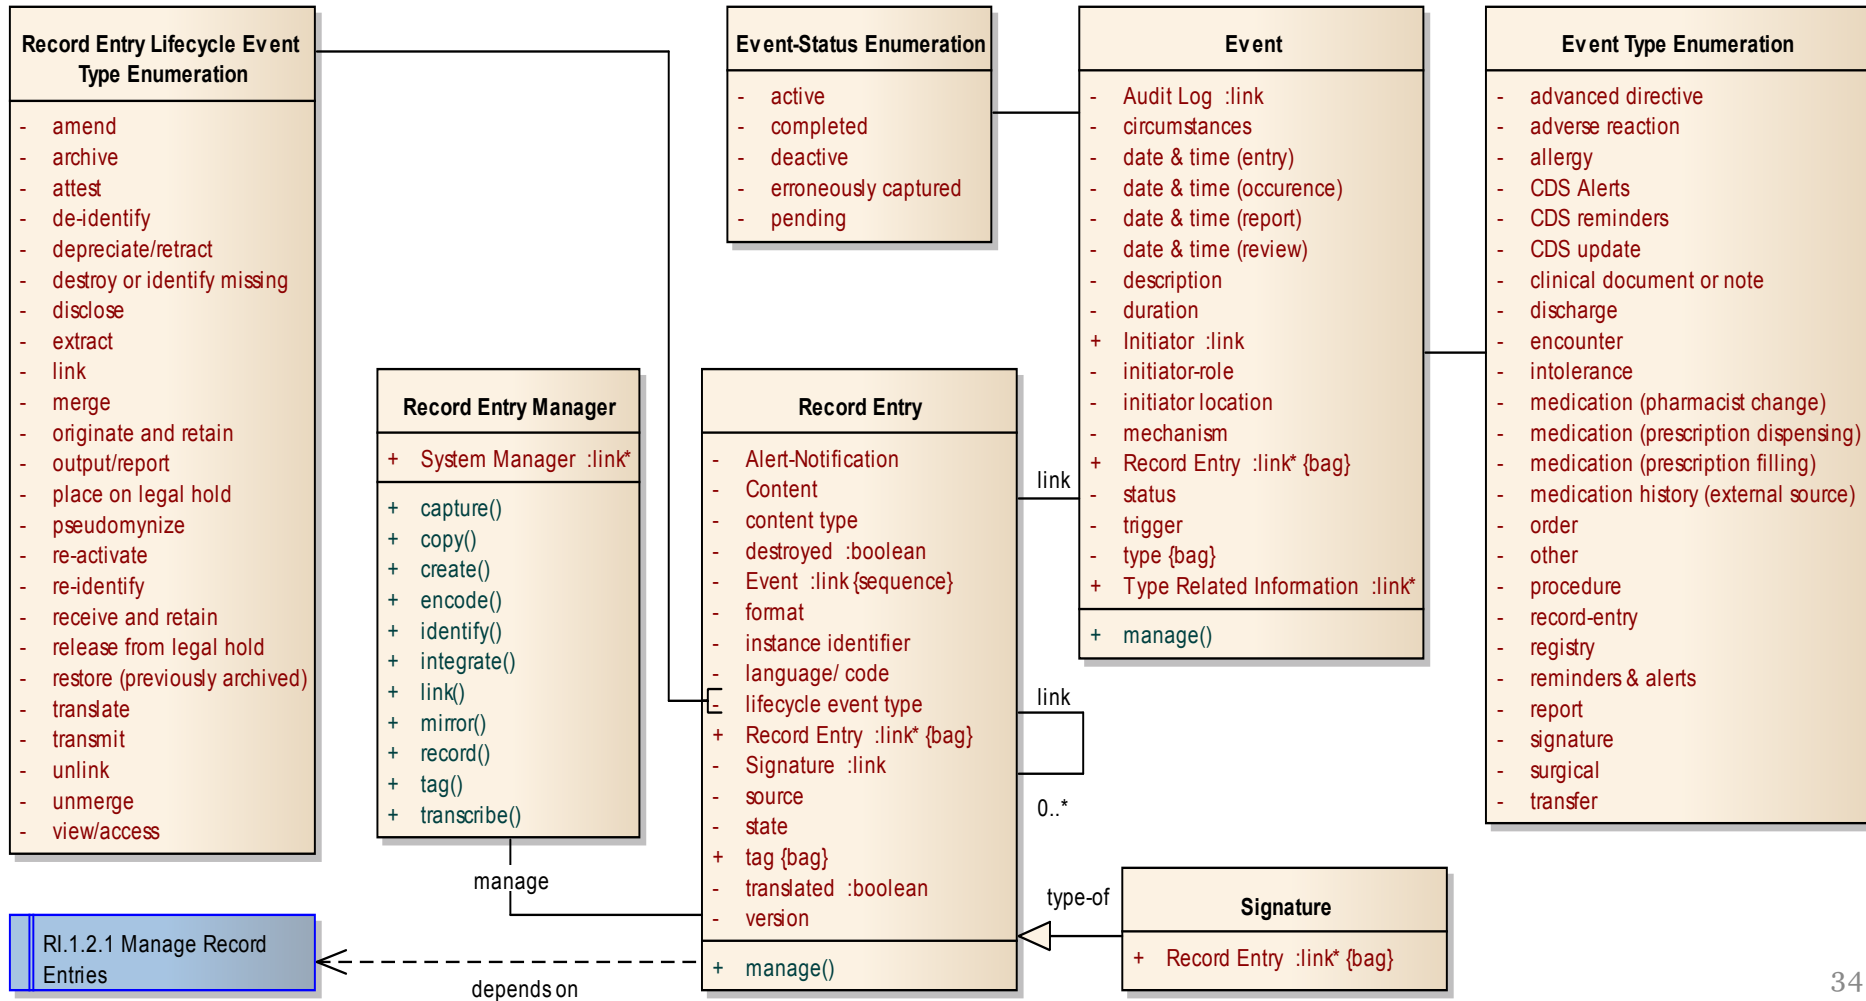 Record Entry Lifecycle Event
Type Enumeration
- amend
- archive
- attest
- de-identify
- depreciate/retract
- destroy or identify missing
- disclose
- extract
- link
- merge
- originate and retain
- output/report
- place on legal hold
- pseudomynize
- re-activate
- re-identify
- receive and retain
- release from legal hold
- restore (previously archived)
- translate
- transmit
- unlink
- unmerge
- view/access
Event-Status Enumeration
- active
- completed
- deactive
- erroneously captured
- pending
Event
- Audit Log :link
- circumstances
- date & time (entry)
- date & time (occurence)
- date & time (report)
- date & time (review)
- description
- duration
+ Initiator :link
- initiator-role
- initiator location
- mechanism
+ Record Entry :link* {bag}
- status
- trigger
- type {bag}
+ Type Related Information :link*
+ manage()
Event Type Enumeration
- advanced directive
- adverse reaction
- allergy
- CDS Alerts
- CDS reminders
- CDS update
- clinical document or note
- discharge
- encounter
- intolerance
- medication (pharmacist change)
- medication (prescription dispensing)
- medication (prescription filling)
- medication history (external source)
- order
- other
- procedure
- record-entry
- registry
- reminders & alerts
- report
- signature
- surgical
- transfer
Record Entry Manager
+ System Manager :link*
+ capture()
+ copy()
+ create()
+ encode()
+ identify()
+ integrate()
+ link()
+ mirror()
+ record()
+ tag()
+ transcribe()
manage
Record Entry
- Alert-Notification
- Content
- content type
- destroyed :boolean
- Event :link {sequence}
- format
- instance identifier
- language/ code
- lifecycle event type
+ Record Entry :link* {bag}
- Signature :link
- source
- state
+ tag {bag}
- translated :boolean
- version
+ manage()
link
link
0..*
type-of
Signature
+ Record Entry :link* {bag}
RI.1.2.1 Manage Record
Entries
depends on
34